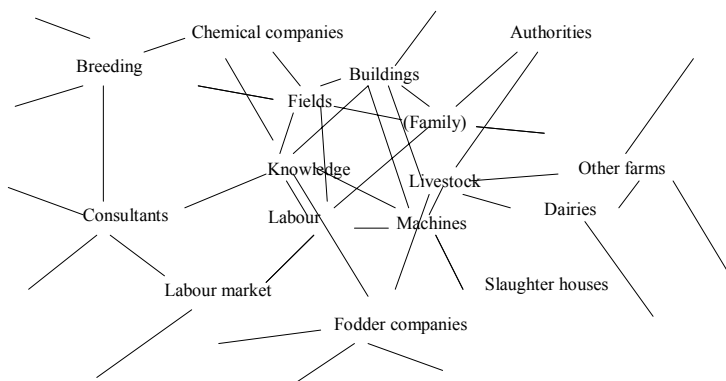 Chemical companies
Authorities
Breeding
Buildings
Fields
(Family)
Knowledge
Livestock
Other farms
Consultants
Labour
Machines
Dairies
Labour market
Slaughter houses
Fodder companies